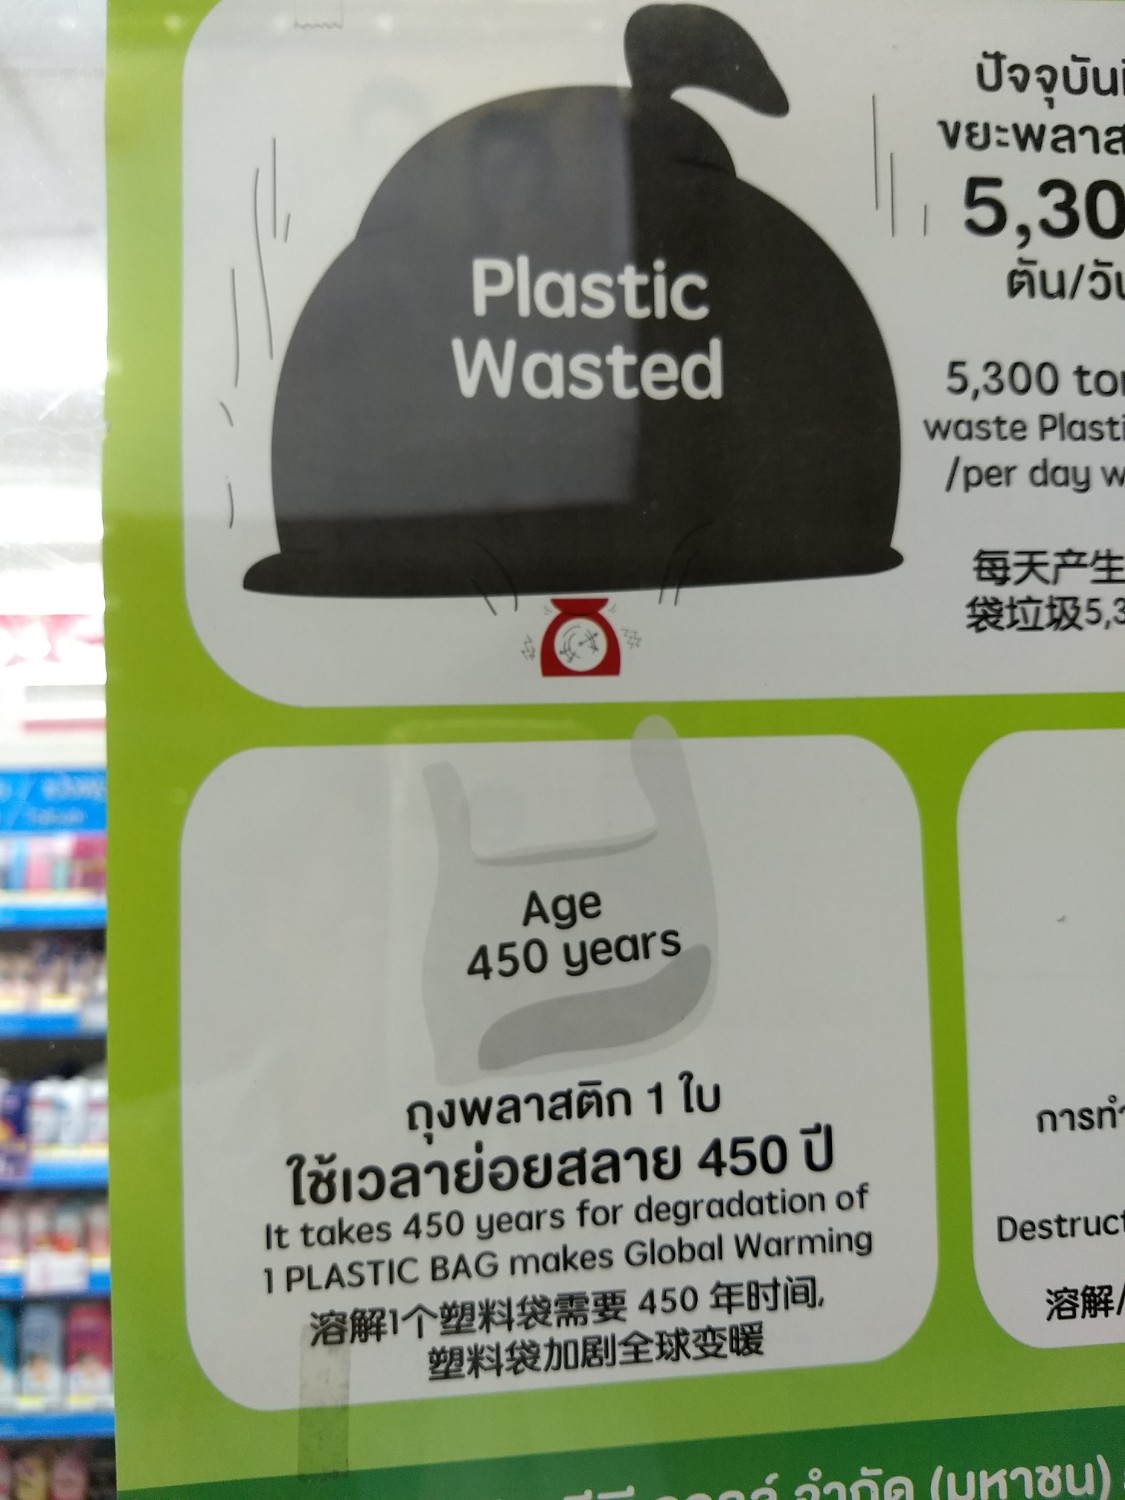 Plastic
Wasted
ปัจจุบัน
ขยะพลาส
5,30
ตัน/วัน
5,300 ton
waste Plasti
/per day w
每天产生
袋垃圾5,3
Age
450 years
ถุงพลาสติก 1 ใบ
ใช้เวลาย่อยสลาย 450 ปี
It takes 450 years for degradation of
1 PLASTIC BAG makes Global Warming
溶解1个塑料袋需要 450 年时间,
塑料袋加剧全球变暖
การทำ
Destruct
溶解/
จำกัด (มหาชน)